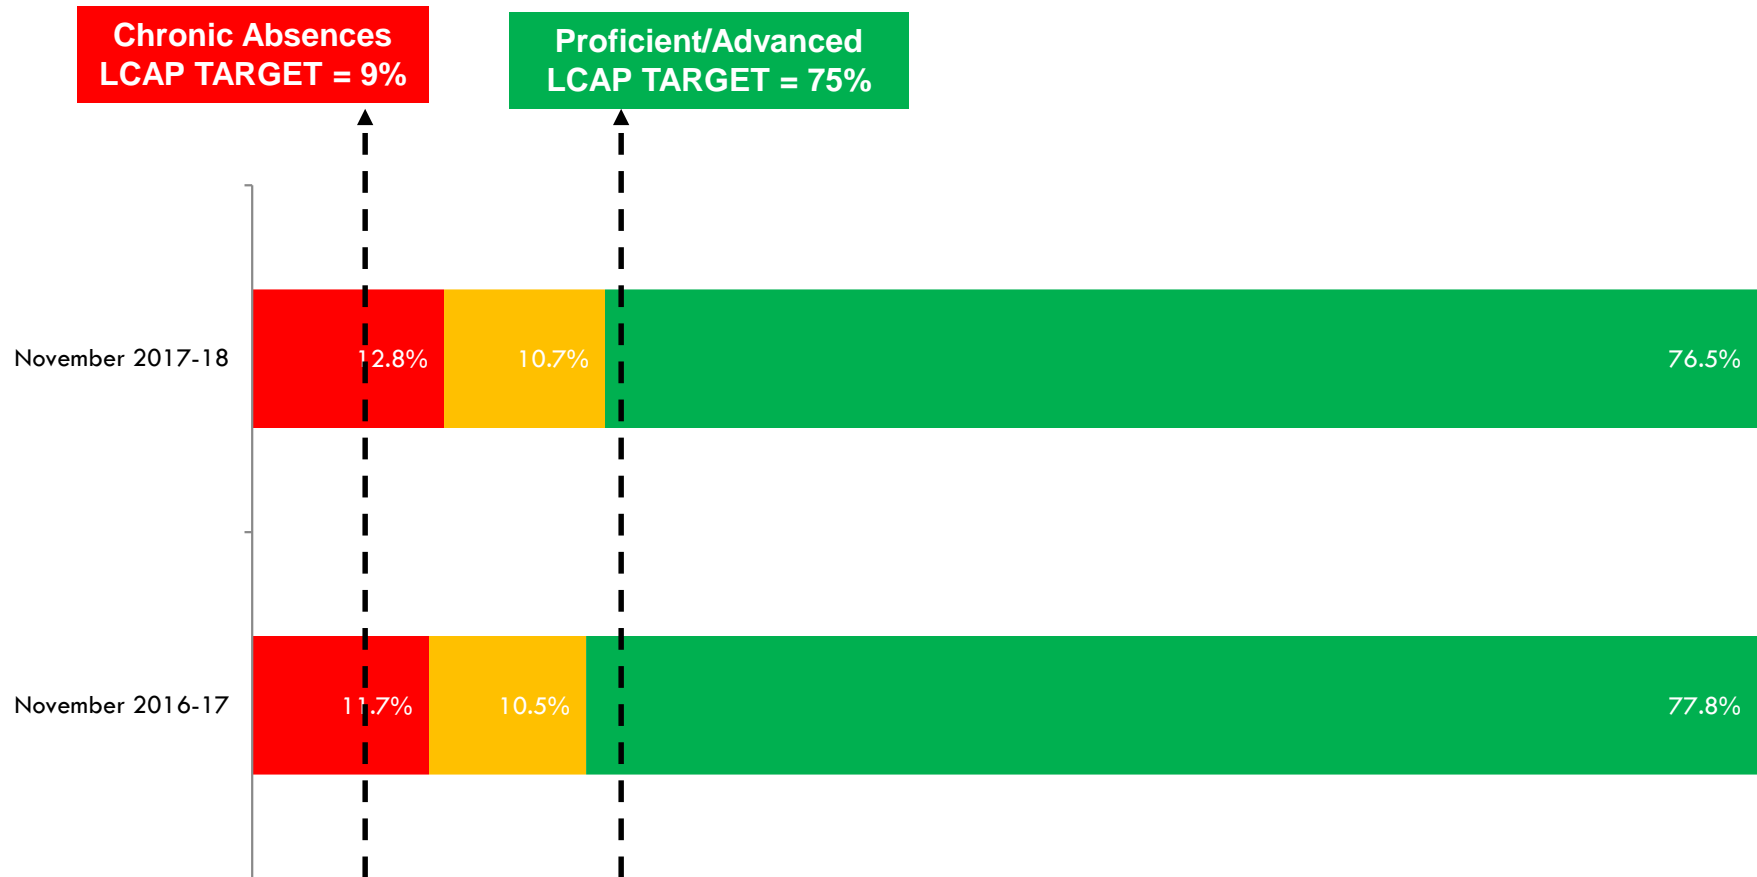 Chronic Absences
LCAP TARGET = 9%
Proficient/Advanced
LCAP TARGET = 75%
November 2017-18
12.8%
10.7%
76.5%
November 2016-17
11.7%
10.5%
77.8%